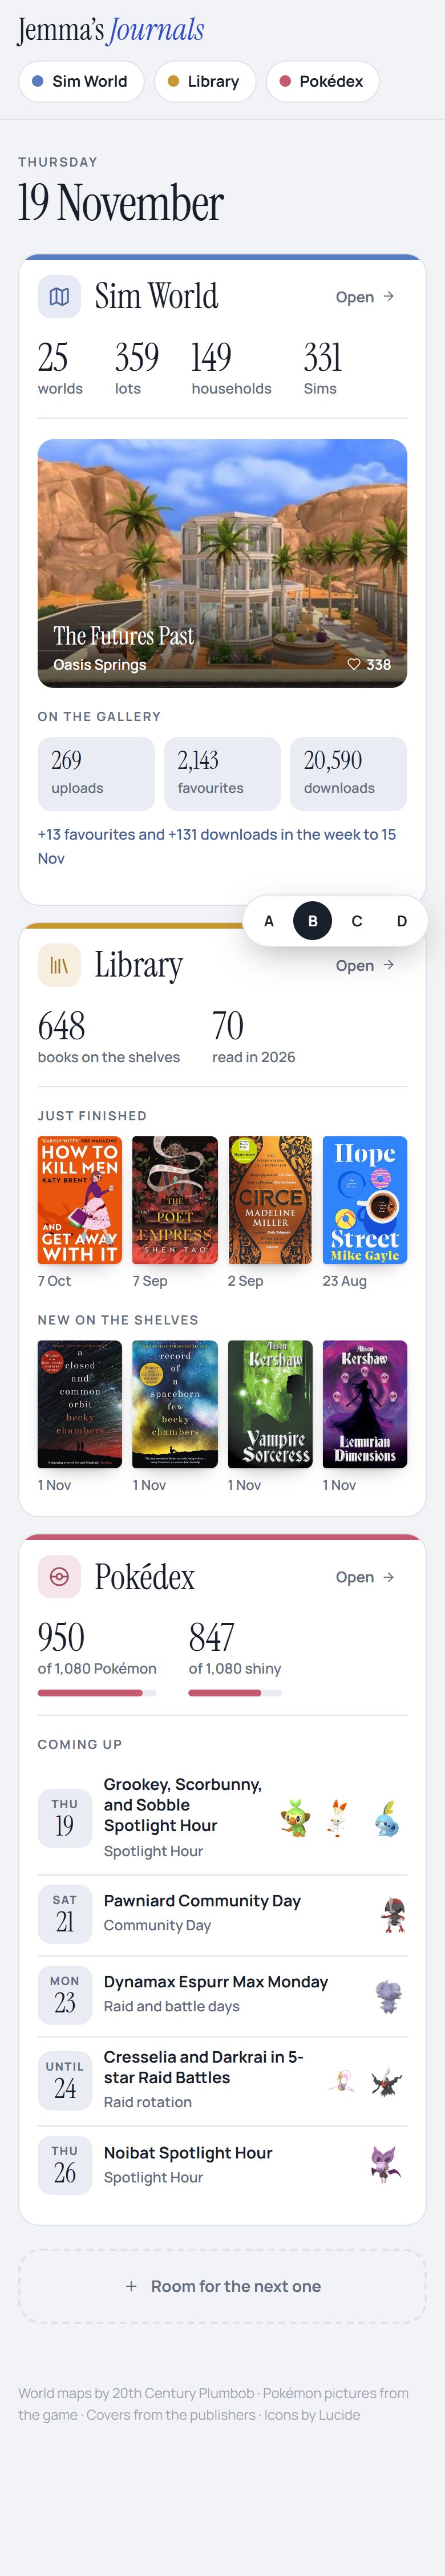 Jemma's Journals
Sim World
Library
Pokédex
THURSDAY
19 November
Sim World
Open →
25
worlds
359
lots
149
households
331
Sims
The Futures Past
Oasis Springs
338
ON THE GALLERY
269
uploads
2,143
favourites
20,590
downloads
+13 favourites and +131 downloads in the week to 15
Nov
A B C D
Library
Open →
648
books on the shelves
70
read in 2026
JUST FINISHED
'DARKLY WITTY' RED MAGAZINE
HOW TO
KILL MEN
KATY BRENT
AND
GET AWAY
WITH IT
7 Oct
THE
POET
EMPRESS
SHEN TAO
7 Sep
CIRCE
MADELINE
MILLER
2 Sep
Hope
Street
Mike Gayle
23 Aug
NEW ON THE SHELVES
a
closed
and
common
orbit
becky
chambers
1 Nov
record
of
a
spaceborn
few
becky
chambers
1 Nov
Alison
Kershaw
Vampire
Sorceress
1 Nov
Alison
Kershaw
Lemurian
Dimensions
1 Nov
Pokédex
Open →
950
of 1,080 Pokémon
847
of 1,080 shiny
COMING UP
THU
19
Grookey, Scorbunny,
and Sobble
Spotlight Hour
Spotlight Hour
SAT
21
Pawniard Community Day
Community Day
MON
23
Dynamax Espurr Max Monday
Raid and battle days
UNTIL
24
Cresselia and Darkrai in 5-
star Raid Battles
Raid rotation
THU
26
Noibat Spotlight Hour
Spotlight Hour
+ Room for the next one
World maps by 20th Century Plumbob · Pokémon pictures from
the game · Covers from the publishers · Icons by Lucide